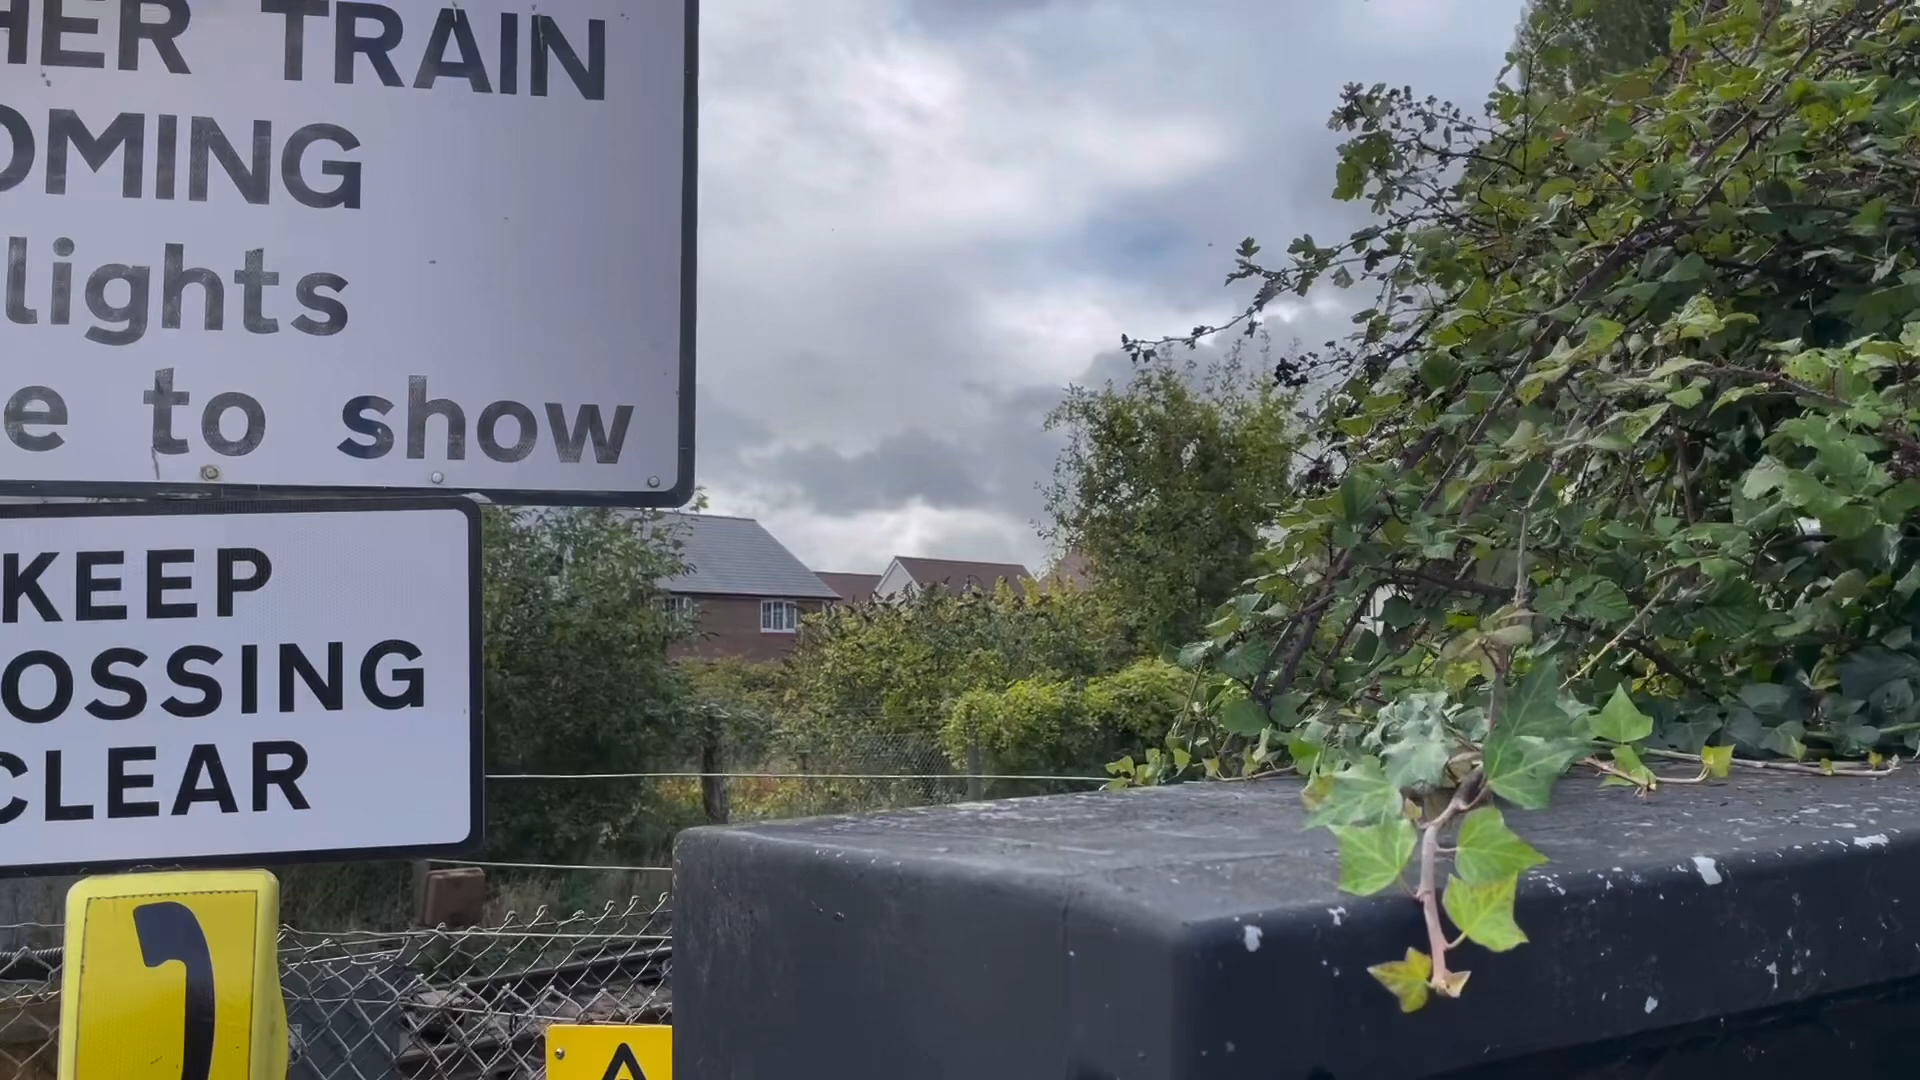 HER TRAIN
OMING
lights
e to show
KEEP
OSSING
CLEAR